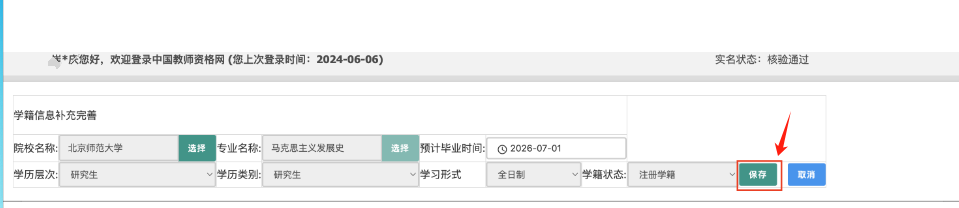 *庆您好，欢迎登录中国教师资格网 (您上次登录时间：2024-06-06) 实名状态：核验通过
学籍信息补充完善
院校名称: 北京师范大学 选择 专业名称: 马克思主义发展史 选择 预计毕业时间: 2026-07-01
学历层次: 研究生 学历类别: 研究生 学习形式 全日制 学籍状态: 注册学籍 保存 取消